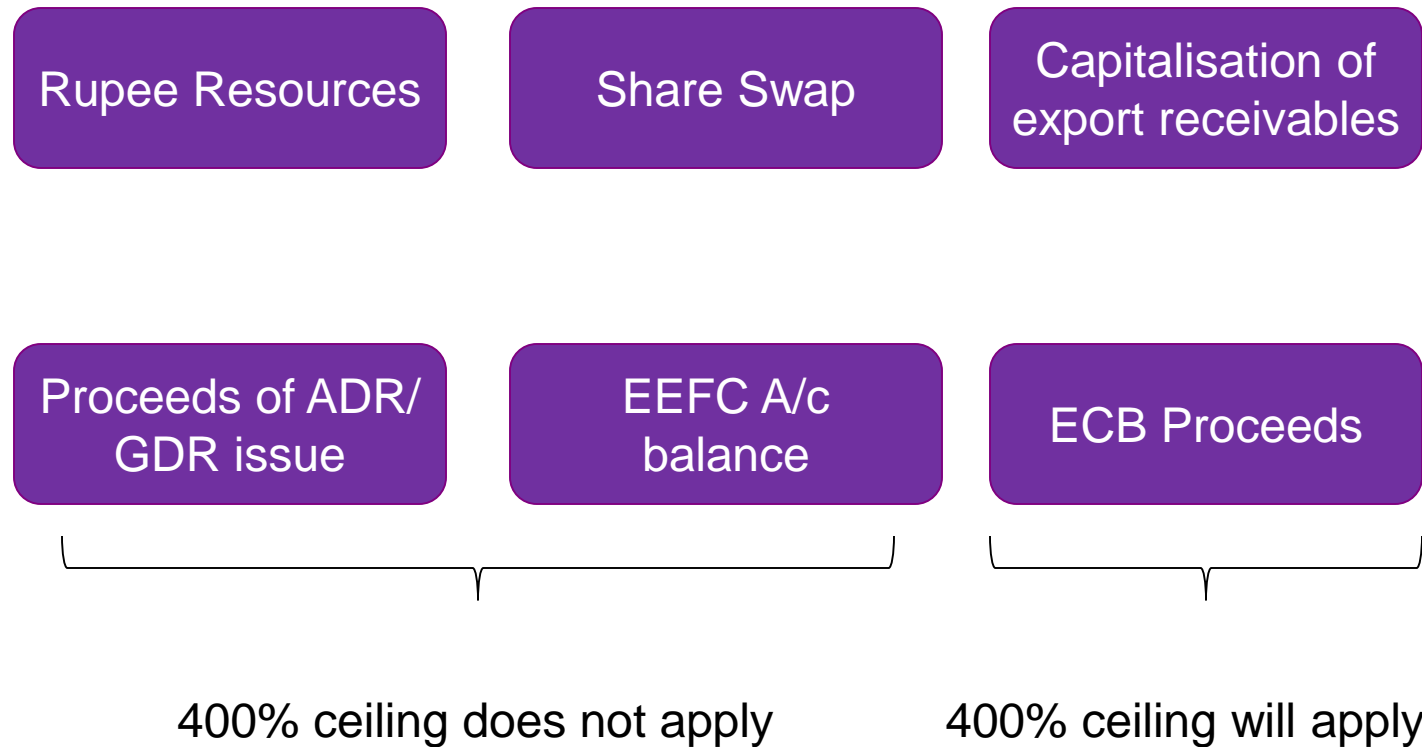 Rupee Resources
Share Swap
Capitalisation of
export receivables
Proceeds of ADR/
GDR issue
EEFC A/c
balance
ECB Proceeds
400% ceiling does not apply
400% ceiling will apply